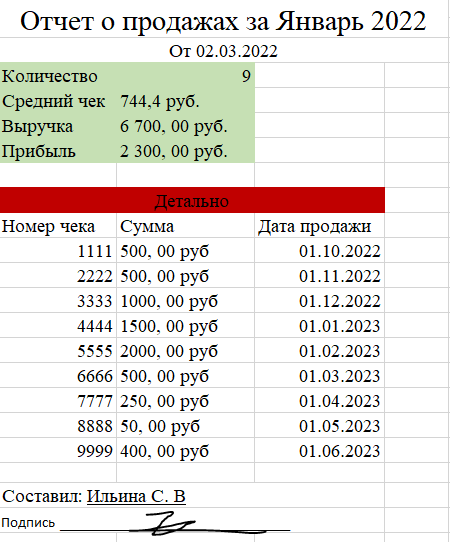 Отчет о продажах за Январь 2022
От 02.03.2022
Количество 9
Средний чек 744,4 руб.
Выручка 6 700, 00 руб.
Прибыль 2 300, 00 руб.
Детально
Номер чека Сумма Дата продажи
1111 500, 00 руб 01.10.2022
2222 500, 00 руб 01.11.2022
3333 1000, 00 руб 01.12.2022
4444 1500, 00 руб 01.01.2023
5555 2000, 00 руб 01.02.2023
6666 500, 00 руб 01.03.2023
7777 250, 00 руб 01.04.2023
8888 50, 00 руб 01.05.2023
9999 400, 00 руб 01.06.2023
Составил: Ильина С. В
Подпись